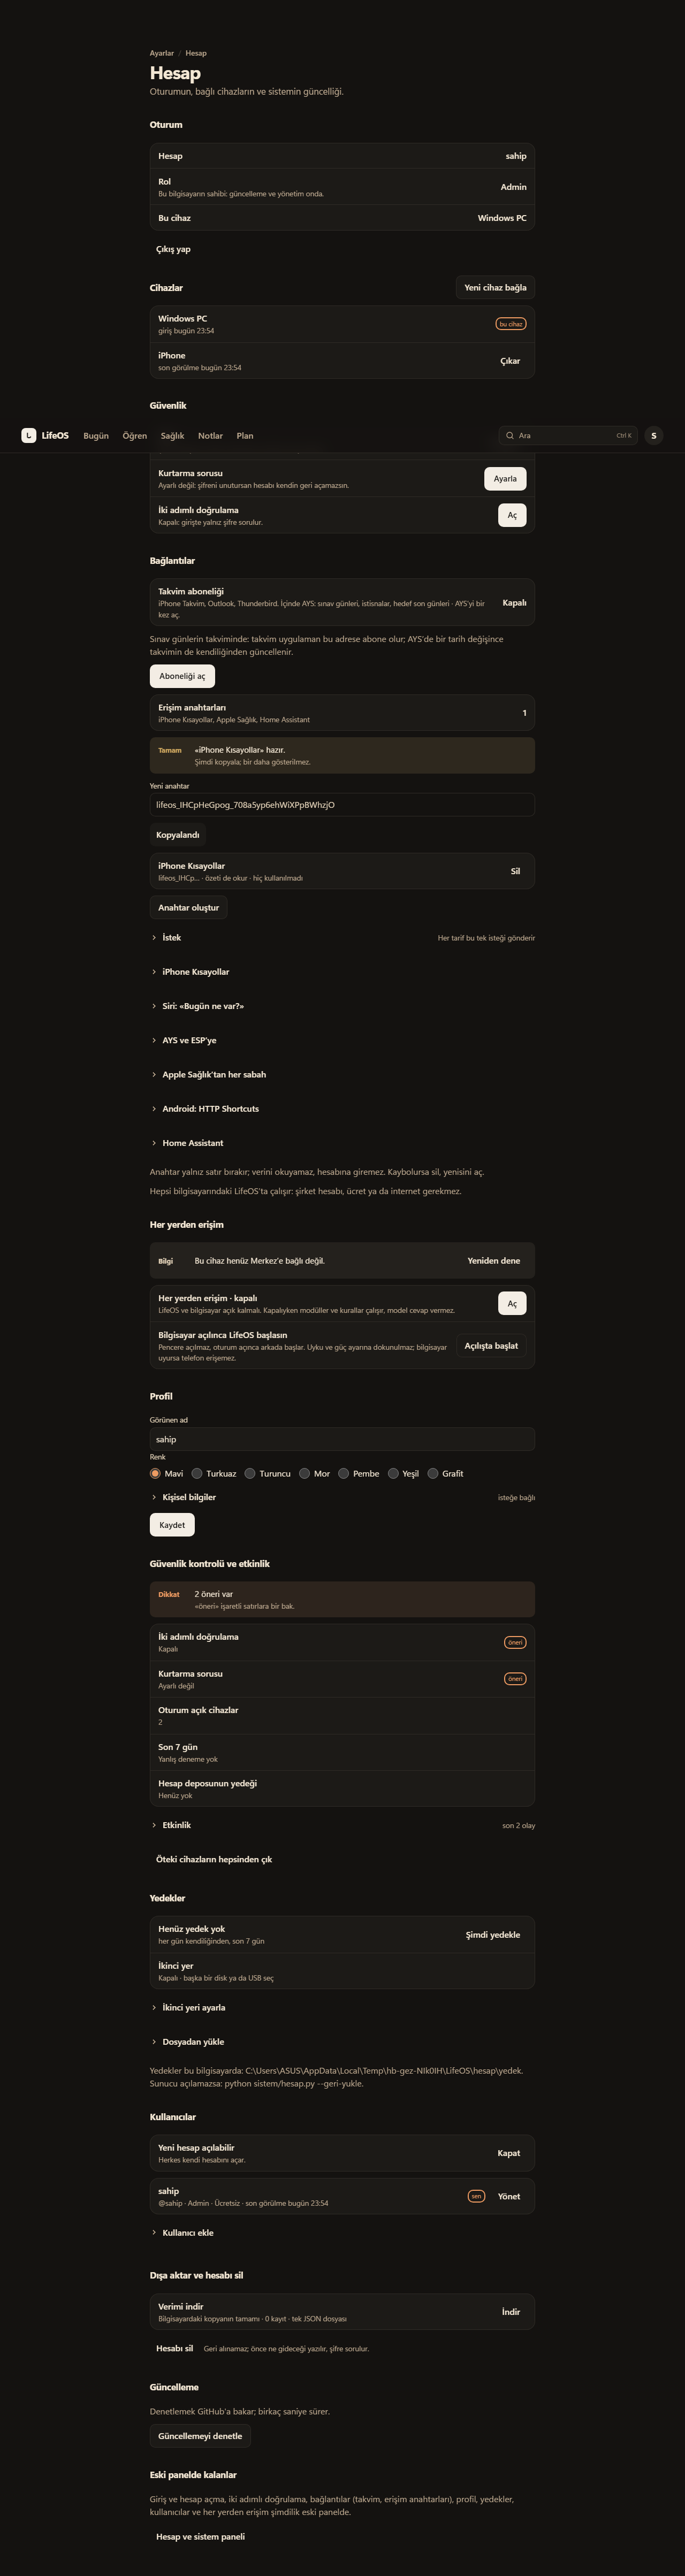 Ayarlar / Hesap
Hesap
Oturumun, bağlı cihazların ve sistemin güncelliği.
Oturum
Hesap
sahip
Rol
Bu bilgisayarın sahibi: güncelleme ve yönetim onda.
Admin
Bu cihaz
Windows PC
Çıkış yap
Cihazlar
Yeni cihaz bağla
Windows PC
giriş bugün 23:54
bu cihaz
iPhone
son görülme bugün 23:54
Çıkar
Güvenlik
LifeOS
Bugün
Öğren
Sağlık
Notlar
Plan
Ara
Ctrl K
S
Kurtarma sorusu
Ayarlı değil: şifreni unutursan hesabı kendin geri açamazsın.
Ayarla
İki adımlı doğrulama
Kapalı: girişte yalnız şifre sorulur.
Aç
Bağlantılar
Takvim aboneliği
iPhone Takvim, Outlook, Thunderbird. İçinde AYS: sınav günleri, istisnalar, hedef son günleri · AYS'yi bir
kez aç.
Kapalı
Sınav günlerin takviminde: takvim uygulaman bu adrese abone olur; AYS'de bir tarih değişince
takvimin de kendiliğinden güncellenir.
Aboneliği aç
Erişim anahtarları
iPhone Kısayollar, Apple Sağlık, Home Assistant
1
Tamam
«iPhone Kısayollar» hazır.
Şimdi kopyala; bir daha gösterilmez.
Yeni anahtar
lifeos_IHCpHeGpog_708a5yp6ehWiXPpBWhzjO
Kopyalandı
iPhone Kısayollar
lifeos_IHCp… · özeti de okur · hiç kullanılmadı
Sil
Anahtar oluştur
İstek
Her tarif bu tek isteği gönderir
iPhone Kısayollar
Siri: «Bugün ne var?»
AYS ve ESP'ye
Apple Sağlık'tan her sabah
Android: HTTP Shortcuts
Home Assistant
Anahtar yalnız satır bırakır; verini okuyamaz, hesabına giremez. Kaybolursa sil, yenisini aç.
Hepsi bilgisayarındaki LifeOS'ta çalışır: şirket hesabı, ücret ya da internet gerekmez.
Her yerden erişim
Bilgi
Bu cihaz henüz Merkez'e bağlı değil.
Yeniden dene
Her yerden erişim · kapalı
LifeOS ve bilgisayar açık kalmalı. Kapalıyken modüller ve kurallar çalışır, model cevap vermez.
Aç
Bilgisayar açılınca LifeOS başlasın
Pencere açılmaz, oturum açınca arkada başlar. Uyku ve güç ayarına dokunulmaz; bilgisayar
uyursa telefon erişemez.
Açılışta başlat
Profil
Görünen ad
sahip
Renk
Mavi
Turkuaz
Turuncu
Mor
Pembe
Yeşil
Grafit
Kişisel bilgiler
isteğe bağlı
Kaydet
Güvenlik kontrolü ve etkinlik
Dikkat
2 öneri var
«öneri» işaretli satırlara bir bak.
İki adımlı doğrulama
Kapalı
öneri
Kurtarma sorusu
Ayarlı değil
öneri
Oturum açık cihazlar
2
Son 7 gün
Yanlış deneme yok
Hesap deposunun yedeği
Henüz yok
Etkinlik
son 2 olay
Öteki cihazların hepsinden çık
Yedekler
Henüz yedek yok
her gün kendiliğinden, son 7 gün
Şimdi yedekle
İkinci yer
Kapalı · başka bir disk ya da USB seç
İkinci yeri ayarla
Dosyadan yükle
Yedekler bu bilgisayarda: C:\Users\ASUS\AppData\Local\Temp\hb-gez-NIk0IH\LifeOS\hesap\yedek.
Sunucu açılamazsa: python sistem/hesap.py --geri-yukle.
Kullanıcılar
Yeni hesap açılabilir
Herkes kendi hesabını açar.
Kapat
sahip
@sahip · Admin · Ücretsiz · son görülme bugün 23:54
sen
Yönet
Kullanıcı ekle
Dışa aktar ve hesabı sil
Verimi indir
Bilgisayardaki kopyanın tamamı · 0 kayıt · tek JSON dosyası
İndir
Hesabı sil
Geri alınamaz; önce ne gideceği yazılır, şifre sorulur.
Güncelleme
Denetlemek GitHub'a bakar; birkaç saniye sürer.
Güncellemeyi denetle
Eski panelde kalanlar
Giriş ve hesap açma, iki adımlı doğrulama, bağlantılar (takvim, erişim anahtarları), profil, yedekler,
kullanıcılar ve her yerden erişim şimdilik eski panelde.
Hesap ve sistem paneli